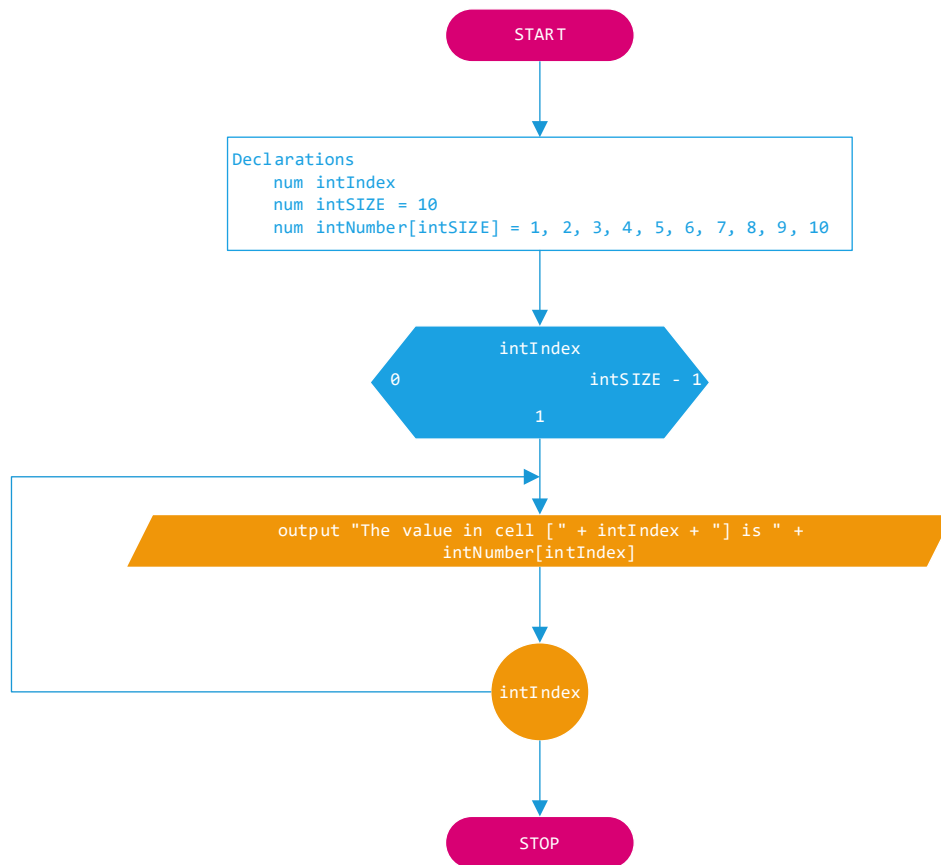 START
Declarations
num intIndex
num intSIZE = 10
num intNumber[intSIZE] = 1, 2, 3, 4, 5, 6, 7, 8, 9, 10
intIndex
0 intSIZE - 1
1
output "The value in cell [" + intIndex + "] is " +
intNumber[intIndex]
intIndex
STOP